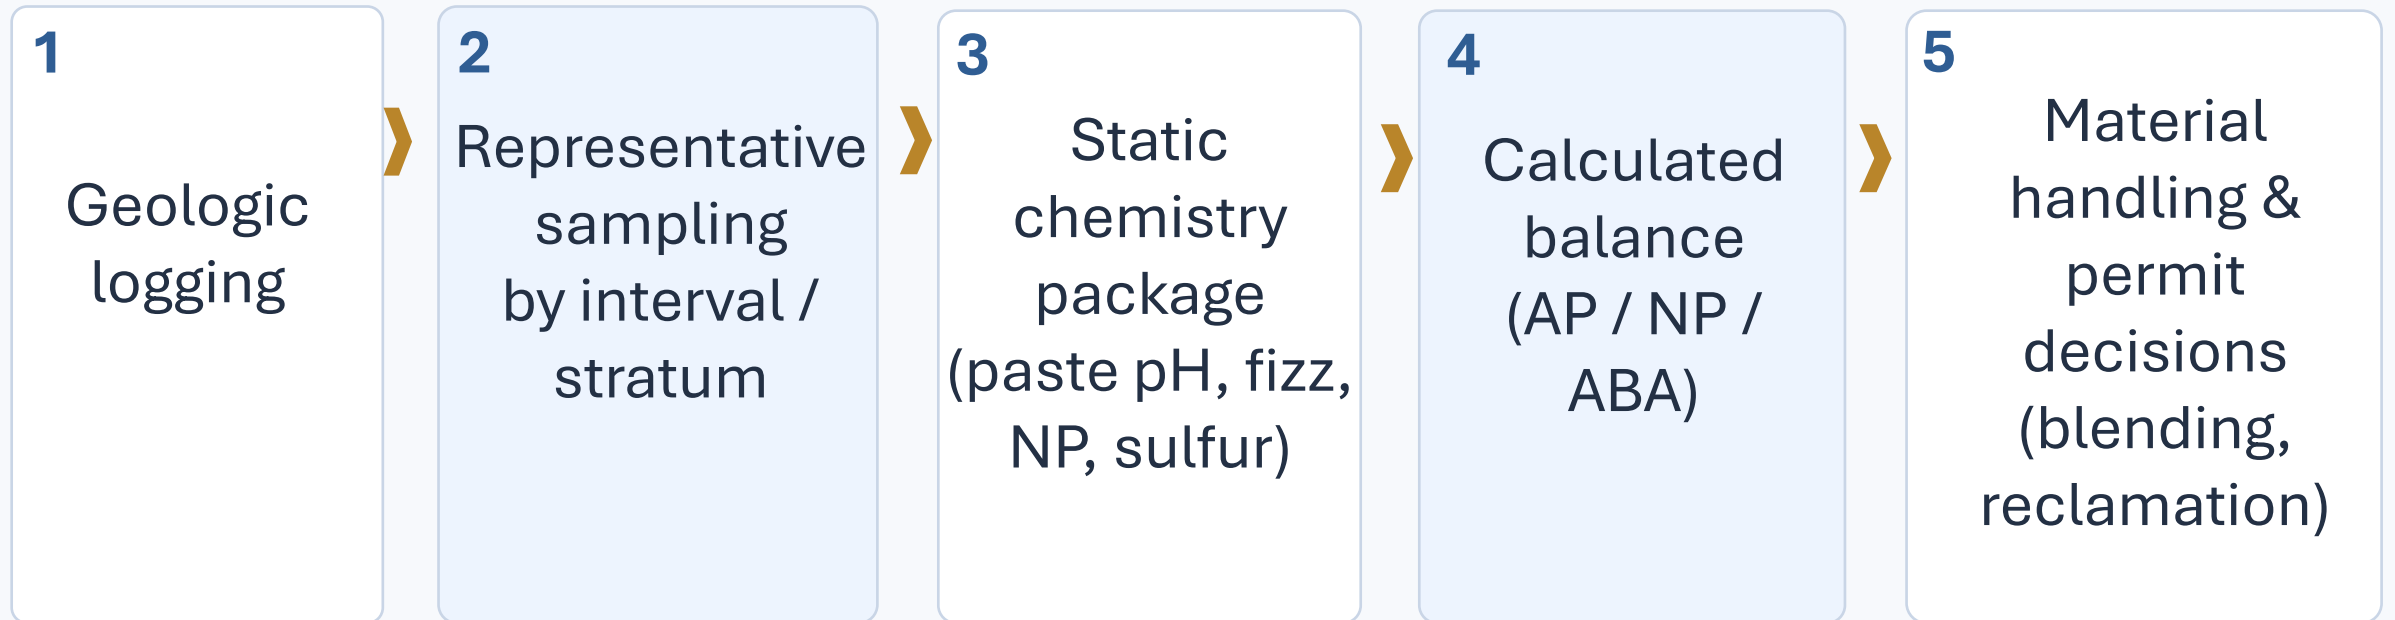 1
Geologic
logging
2
Representative
sampling
by interval /
stratum
3
Static
chemistry
package
(paste pH, fizz,
NP, sulfur)
4
Calculated
balance
(AP / NP /
ABA)
5
Material
handling &
permit
decisions
(blending,
reclamation)